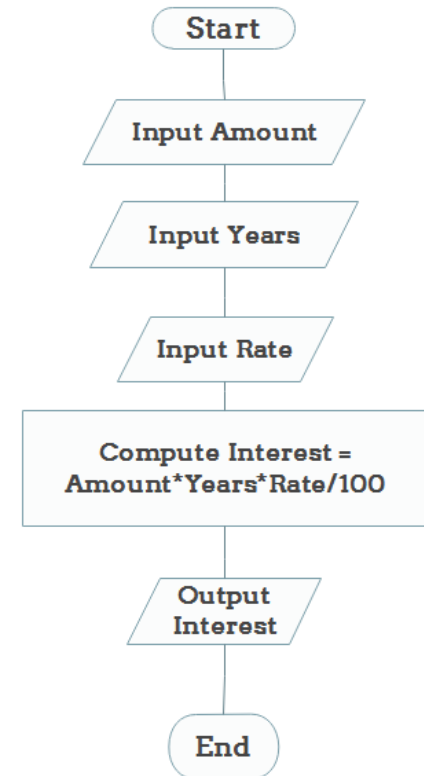 Start
Input Amount
Input Years
Input Rate
Compute Interest =
Amount*Years*Rate/100
Output
Interest
End